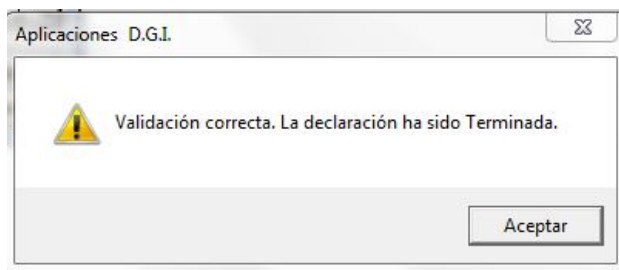 Aplicaciones D.G.I.
Validación correcta. La declaración ha sido Terminada.
Aceptar